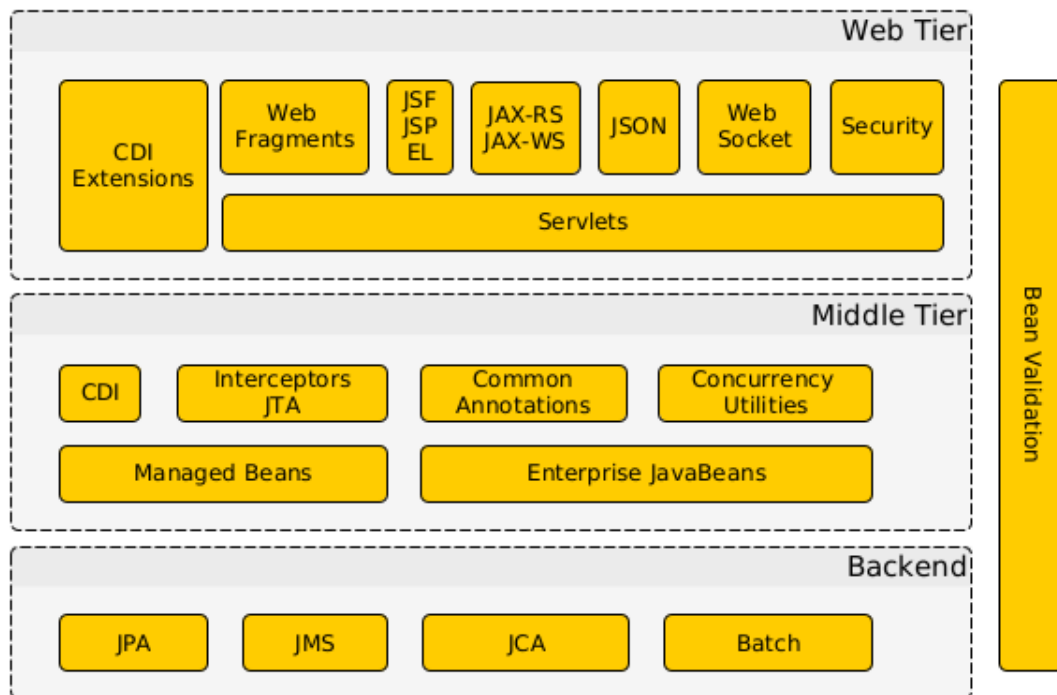 Web Tier
CDI
Extensions
Web
Fragments
JSF
JSP
EL
JAX-RS
JAX-WS
JSON
Web
Socket
Security
Servlets
Middle Tier
CDI
Interceptors
JTA
Common
Annotations
Concurrency
Utilities
Managed Beans
Enterprise JavaBeans
Backend
JPA
JMS
JCA
Batch
Bean Validation